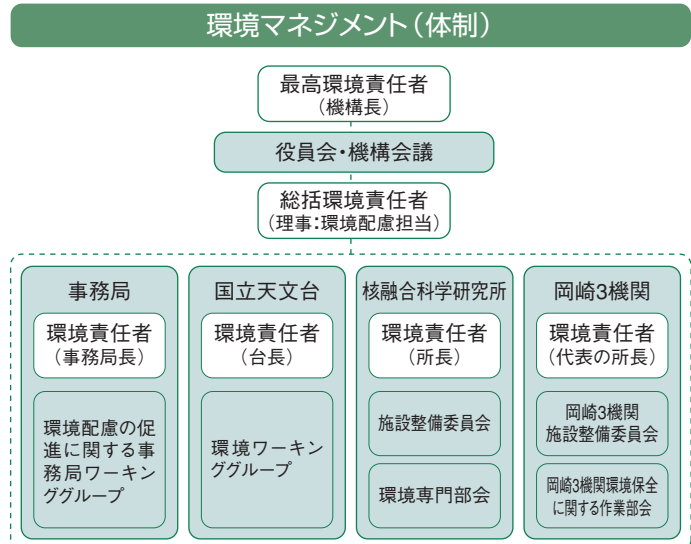 環境マネジメント（体制）
最高環境責任者
（機構長）
役員会・機構会議
総括環境責任者
（理事：環境配慮担当）
事務局
環境責任者
（事務局長）
環境配慮の促
進に関する事
務局ワーキン
ググループ
国立天文台
環境責任者
（台長）
環境ワーキン
ググループ
核融合科学研究所
環境責任者
（所長）
施設整備委員会
環境専門部会
岡崎3機関
環境責任者
（代表の所長）
岡崎3機関
施設整備委員会
岡崎3機関環境保全
に関する作業部会